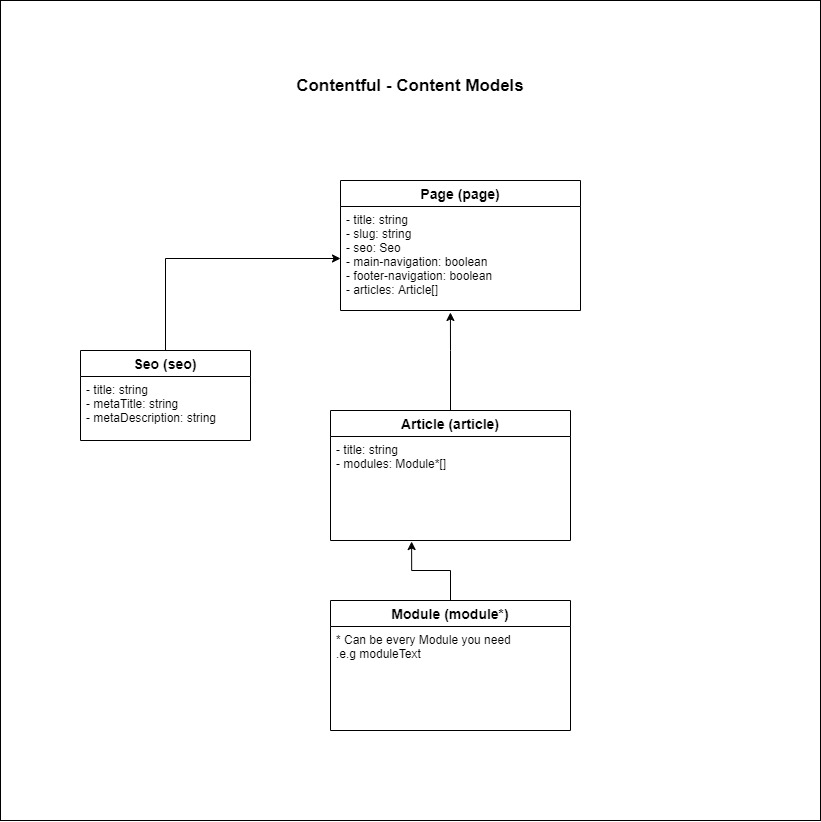 Contentful - Content Models
Page (page)
- title: string
- slug: string
- seo: Seo
- main-navigation: boolean
- footer-navigation: boolean
- articles: Article[]
Seo (seo)
- title: string
- metaTitle: string
- metaDescription: string
Article (article)
- title: string
- modules: Module*[]
Module (module*)
* Can be every Module you need
.e.g moduleText